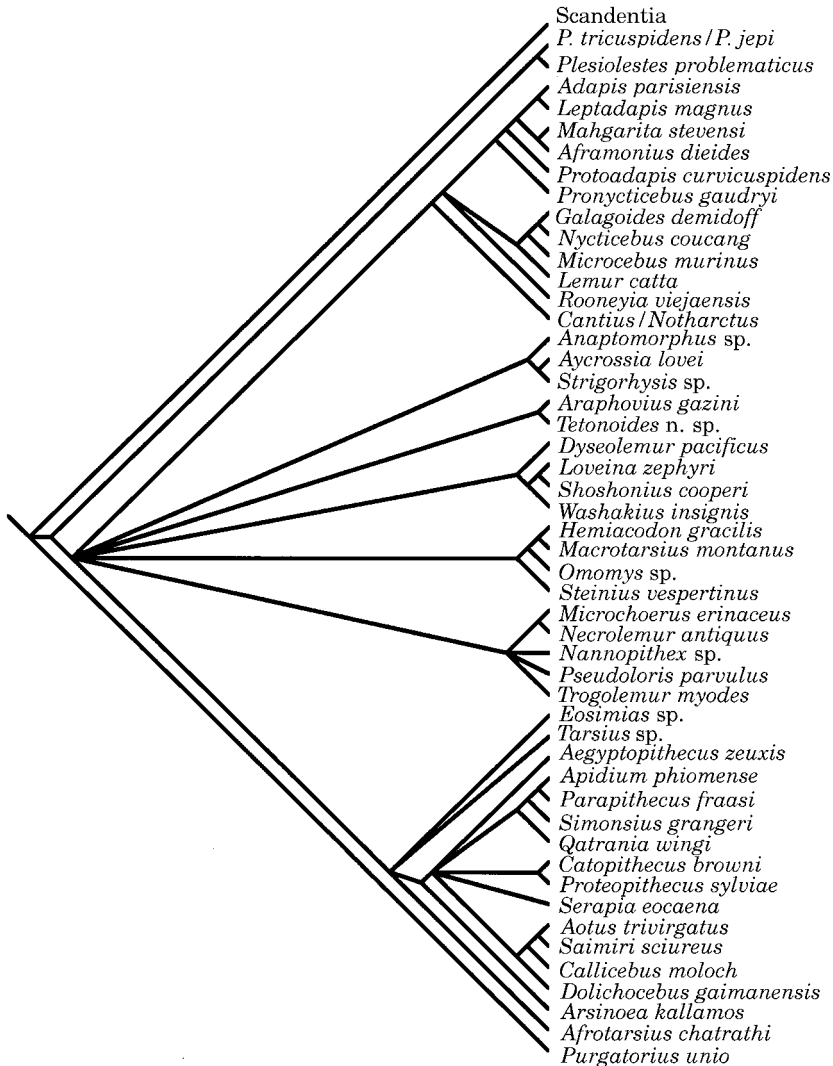 Scandentia
P. tricuspidens / P. jepi
Plesiolestes problematicus
Adapis parisiensis
Leptadapis magnus
Mahgarita stevensi
Aframonius dieides
Protoadapis curvicuspidens
Pronycticebus gaudryi
Galagoides demidoff
Nycticebus coucang
Microcebus murinus
Lemur catta
Rooneyia viejaensis
Cantius / Notharctus
Anaptomorphus sp.
Aycrossia lovei
Strigorhysis sp.
Araphovius gazini
Tetonoides n. sp.
Dyseolemur pacificus
Loveina zephyri
Shoshonius cooperi
Washakius insignis
Hemiacodon gracilis
Macrotarsius montanus
Omomys sp.
Steinius vespertinus
Microchoerus erinaceus
Necrolemur antiquus
Nannopithex sp.
Pseudoloris parvulus
Trogolemur myodes
Eosimias sp.
Tarsius sp.
Aegyptopithecus zeuxis
Apidium phiomense
Parapithecus fraasi
Simonsius grangeri
Qatrania wingi
Catopithecus browni
Proteopithecus sylviae
Serapia eocaena
Aotus trivirgatus
Saimiri sciureus
Callicebus moloch
Dolichocebus gaimanensis
Arsinoea kallamos
Afrotarsius chatrathi
Purgatorius unio